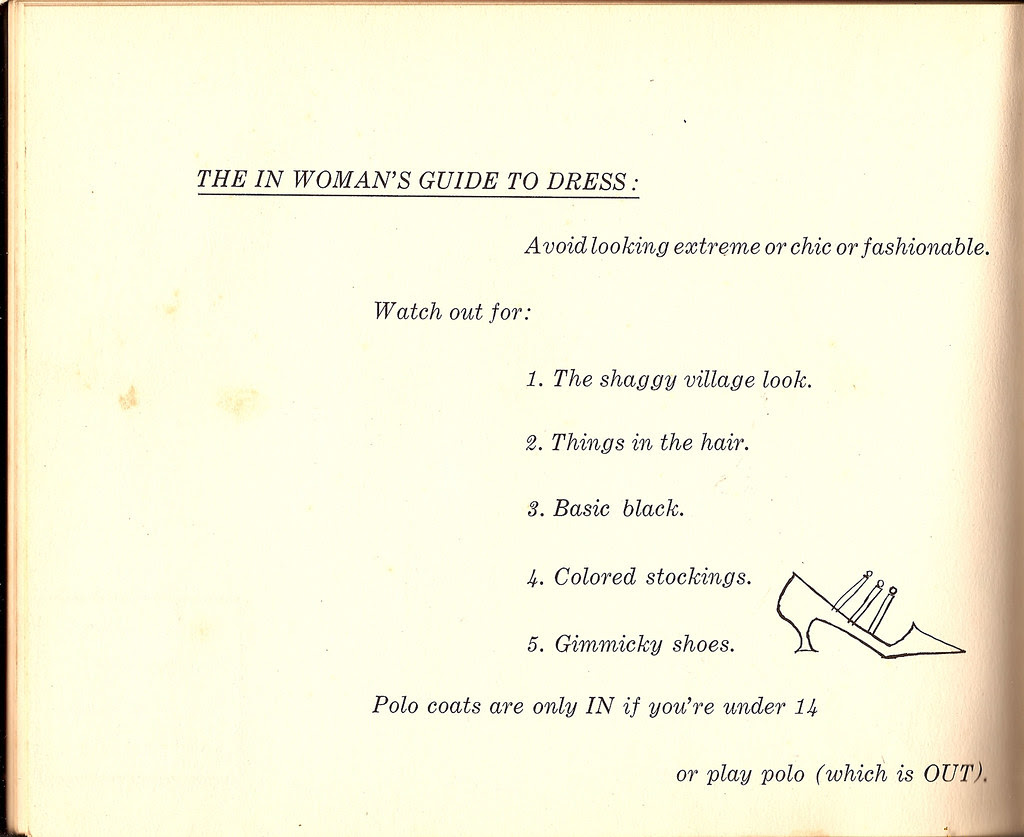 THE IN WOMAN'S GUIDE TO DRESS:
Avoid looking extreme or chic or fashionable.
Watch out for:
1. The shaggy village look.
2. Things in the hair.
3. Basic black.
4. Colored stockings.
5. Gimmicky shoes.
Polo coats are only IN if you're under 14
or play polo (which is OUT).